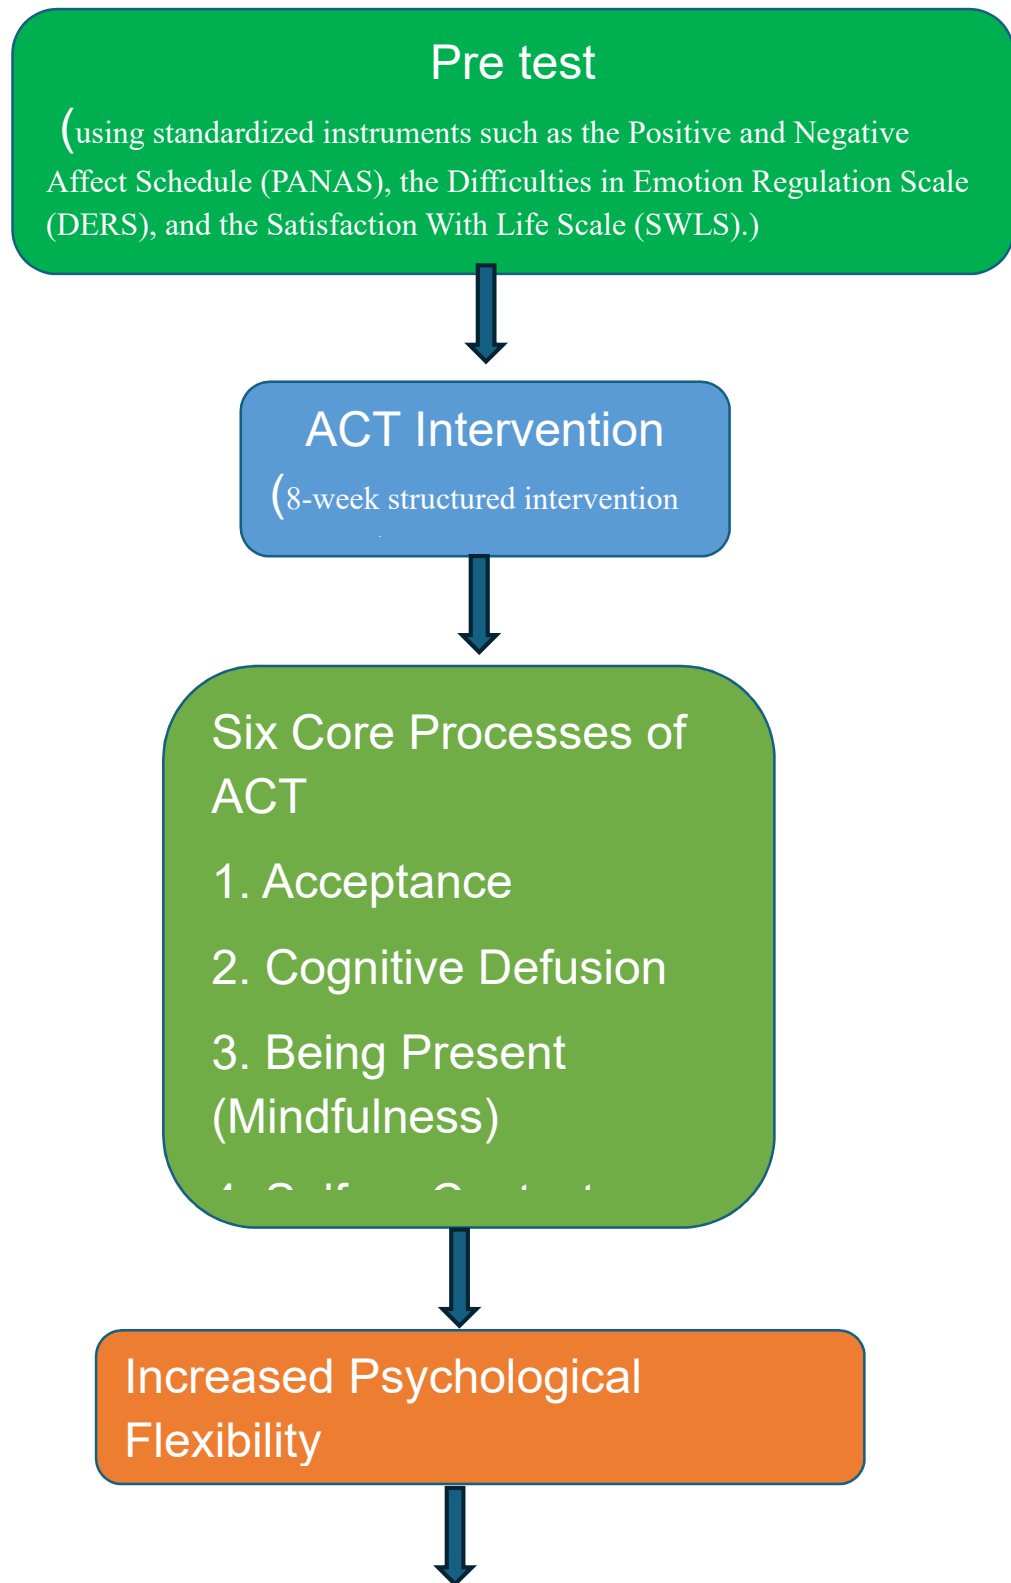 Pre test
(using standardized instruments such as the Positive and Negative
Affect Schedule (PANAS), the Difficulties in Emotion Regulation Scale
(DERS), and the Satisfaction With Life Scale (SWLS).)
ACT Intervention
(8-week structured intervention
Six Core Processes of
ACT
1. Acceptance
2. Cognitive Defusion
3. Being Present
(Mindfulness)
Increased Psychological
Flexibility